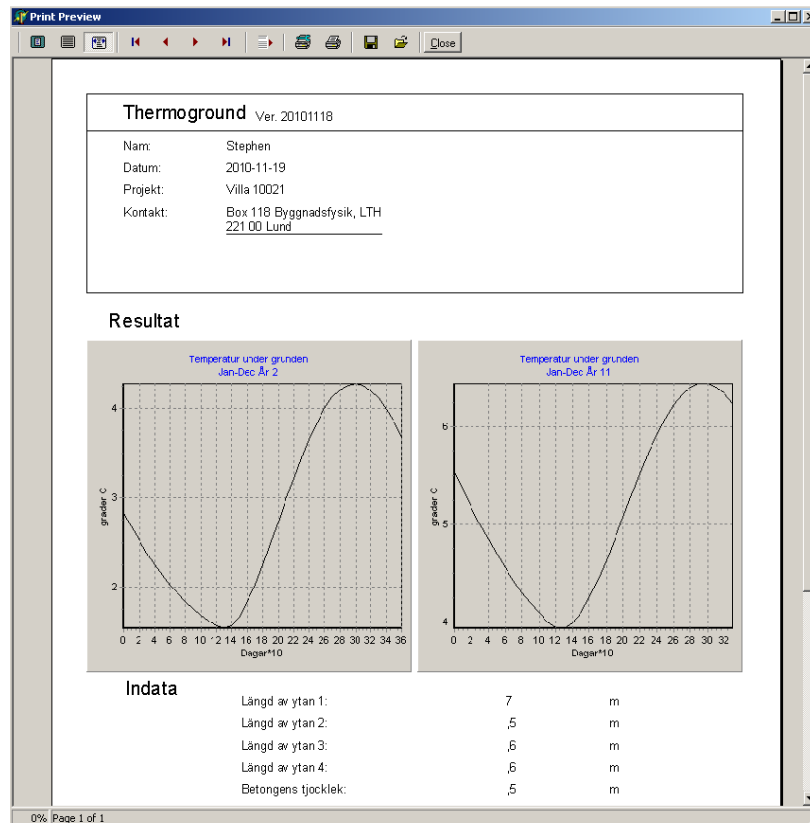 Print Preview
Close
Thermoground Ver. 20101118
Nam: Stephen
Datum: 2010-11-19
Projekt: Villa 10021
Kontakt: Box 118 Byggnadsfysik, LTH
221 00 Lund
Resultat
Temperatur under grunden
Jan-Dec År 2
4
3
2
grader C
0 2 4 6 8 10 12 14 16 18 20 22 24 26 28 30 32 34 36
Dagar*10
Temperatur under grunden
Jan-Dec År 11
6
5
4
grader C
0 2 4 6 8 10 12 14 16 18 20 22 24 26 28 30 32
Dagar*10
Indata
Längd av ytan 1: 7 m
Längd av ytan 2: ,5 m
Längd av ytan 3: ,6 m
Längd av ytan 4: ,6 m
Betongens tjocklek: ,5 m
0% Page 1 of 1